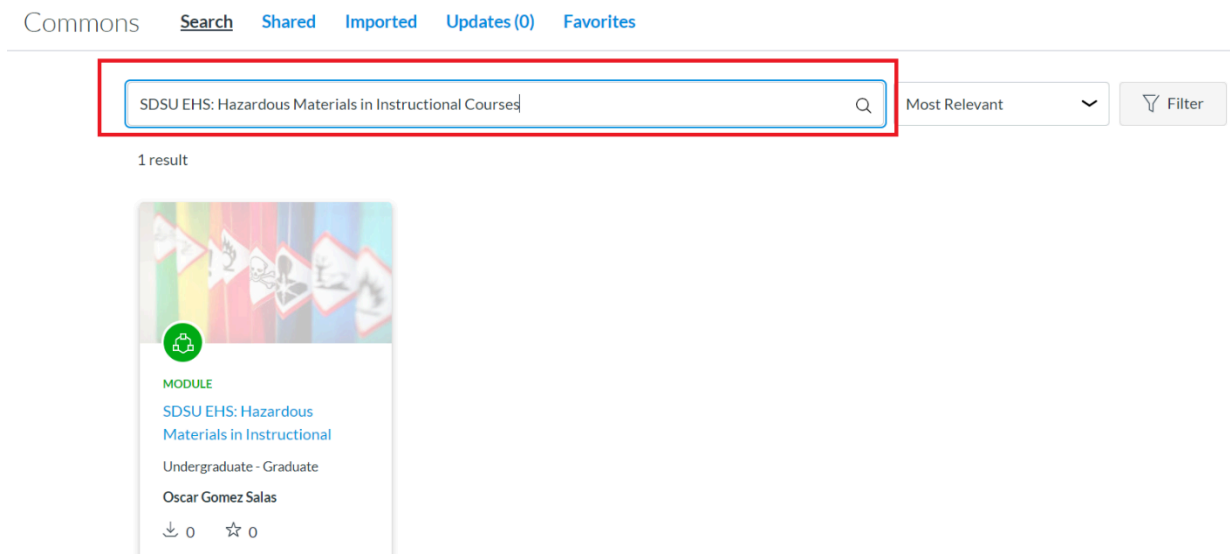 Commons Search Shared Imported Updates (0) Favorites
SDSU EHS: Hazardous Materials in Instructional Courses Most Relevant Filter
1 result
MODULE
SDSU EHS: Hazardous
Materials in Instructional
Undergraduate - Graduate
Oscar Gomez Salas
0 0